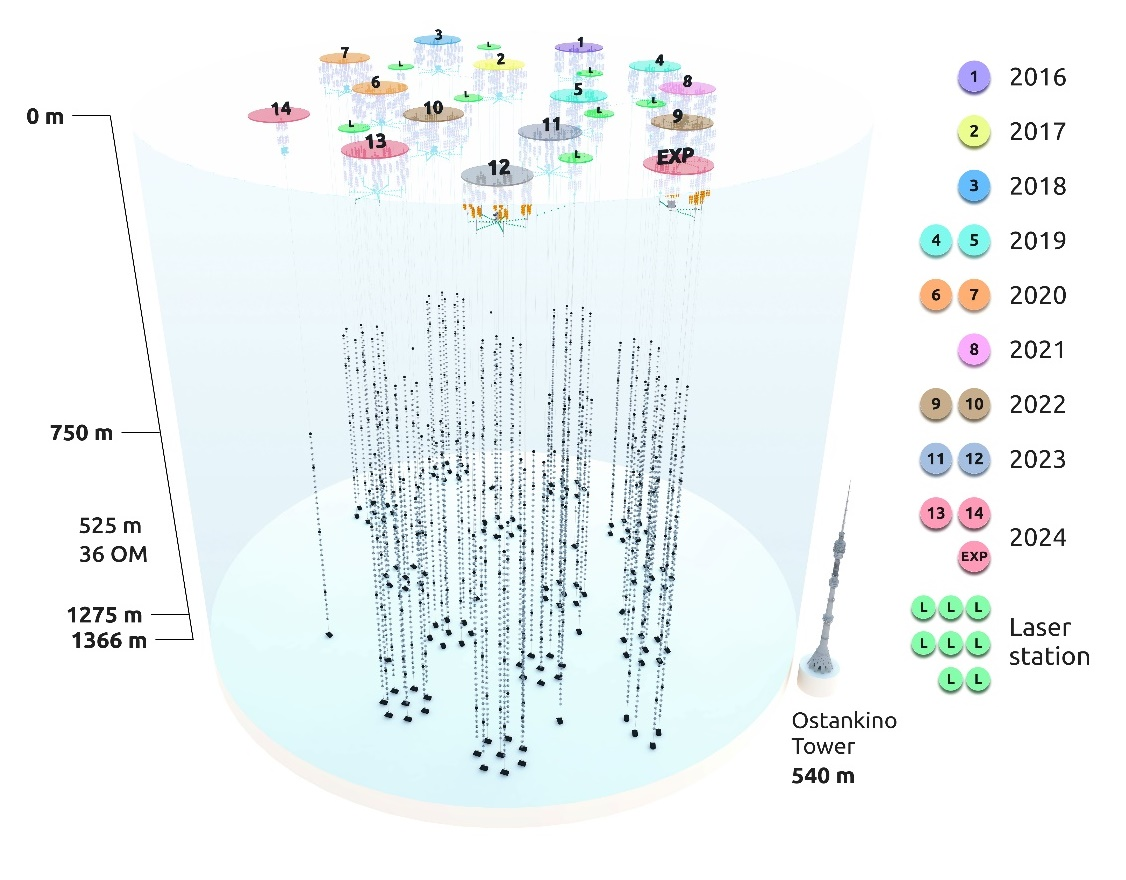 3
L
1
7
2
4
L
L
6
5
8
L
L
14
10
L
9
L
11
13
L
EXP
12
0 m
750 m
525 m
36 OM
1275 m
1366 m
Ostankino
Tower
540 m
1 2016
2 2017
3 2018
4 5 2019
6 7 2020
8 2021
9 10 2022
11 12 2023
13 14
EXP
2024
L L L
L L L
L L
Laser
station